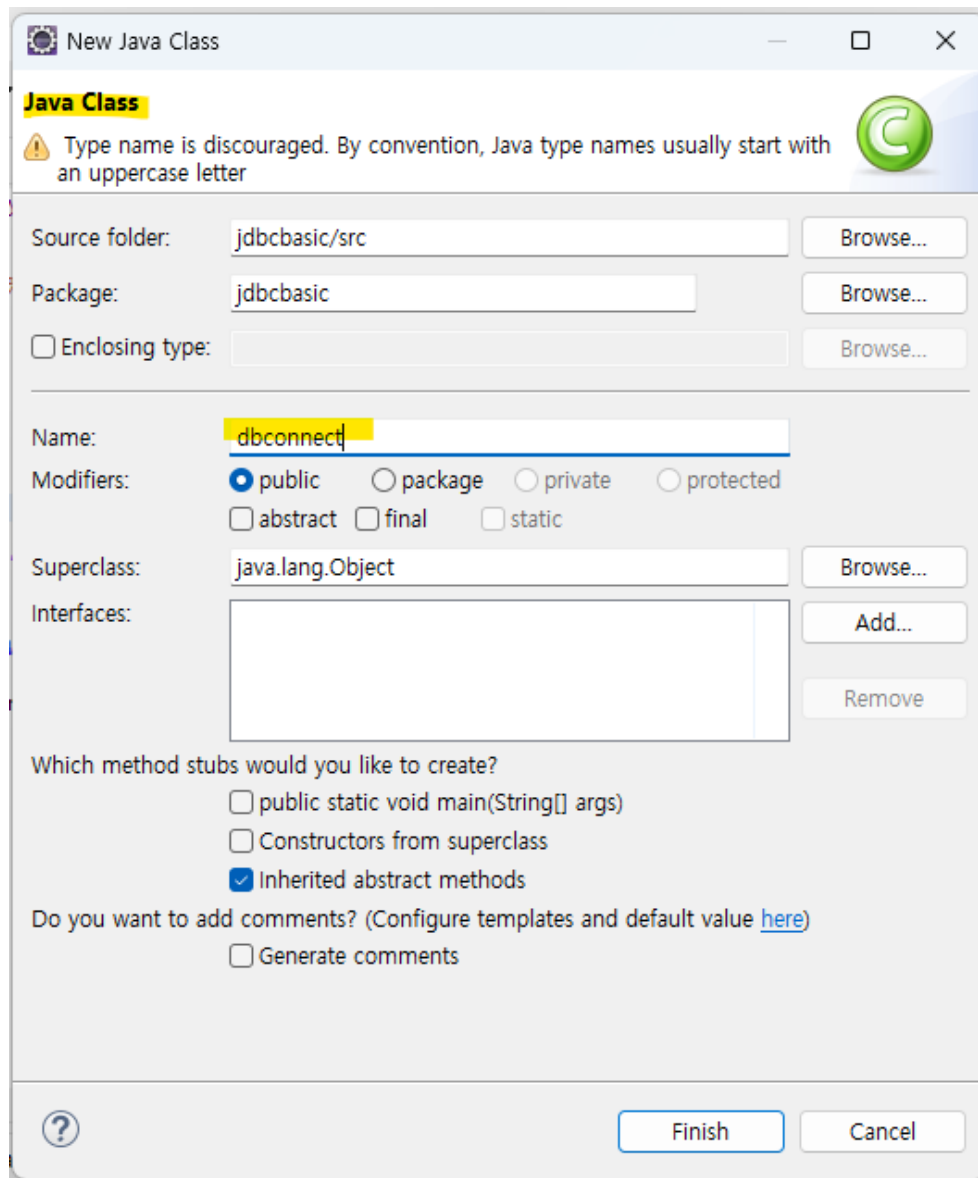 New Java Class
Java Class
Type name is discouraged. By convention, Java type names usually start with
an uppercase letter
Source folder: jdbcbasic/src Browse...
Package: jdbcbasic Browse...
Enclosing type: Browse...
Name: dbconnect
Modifiers: public package private protected
abstract final static
Superclass: java.lang.Object Browse...
Interfaces: Add...
Remove
Which method stubs would you like to create?
public static void main(String[] args)
Constructors from superclass
Inherited abstract methods
Do you want to add comments? (Configure templates and default value here)
Generate comments
? Finish Cancel